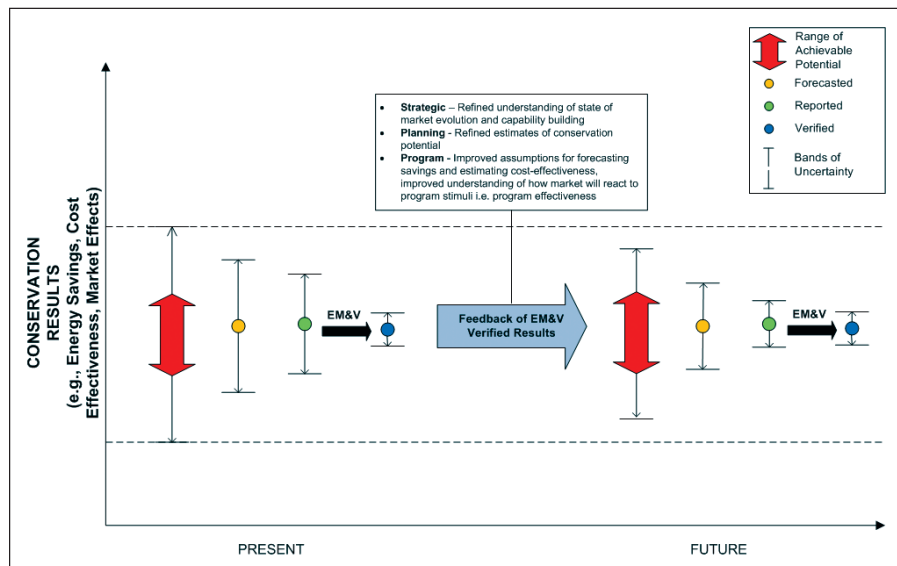 Range of
Achievable
Potential
Forecasted
Reported
Verified
Bands of
Uncertainty
• Strategic – Refined understanding of state of
market evolution and capability building
• Planning - Refined estimates of conservation
potential
• Program - Improved assumptions for forecasting
savings and estimating cost-effectiveness,
improved understanding of how market will react to
program stimuli i.e. program effectiveness
CONSERVATION
RESULTS
(e.g., Energy Savings, Cost
Effectiveness, Market Effects)
EM&V
Feedback of EM&V
Verified Results
EM&V
PRESENT
FUTURE